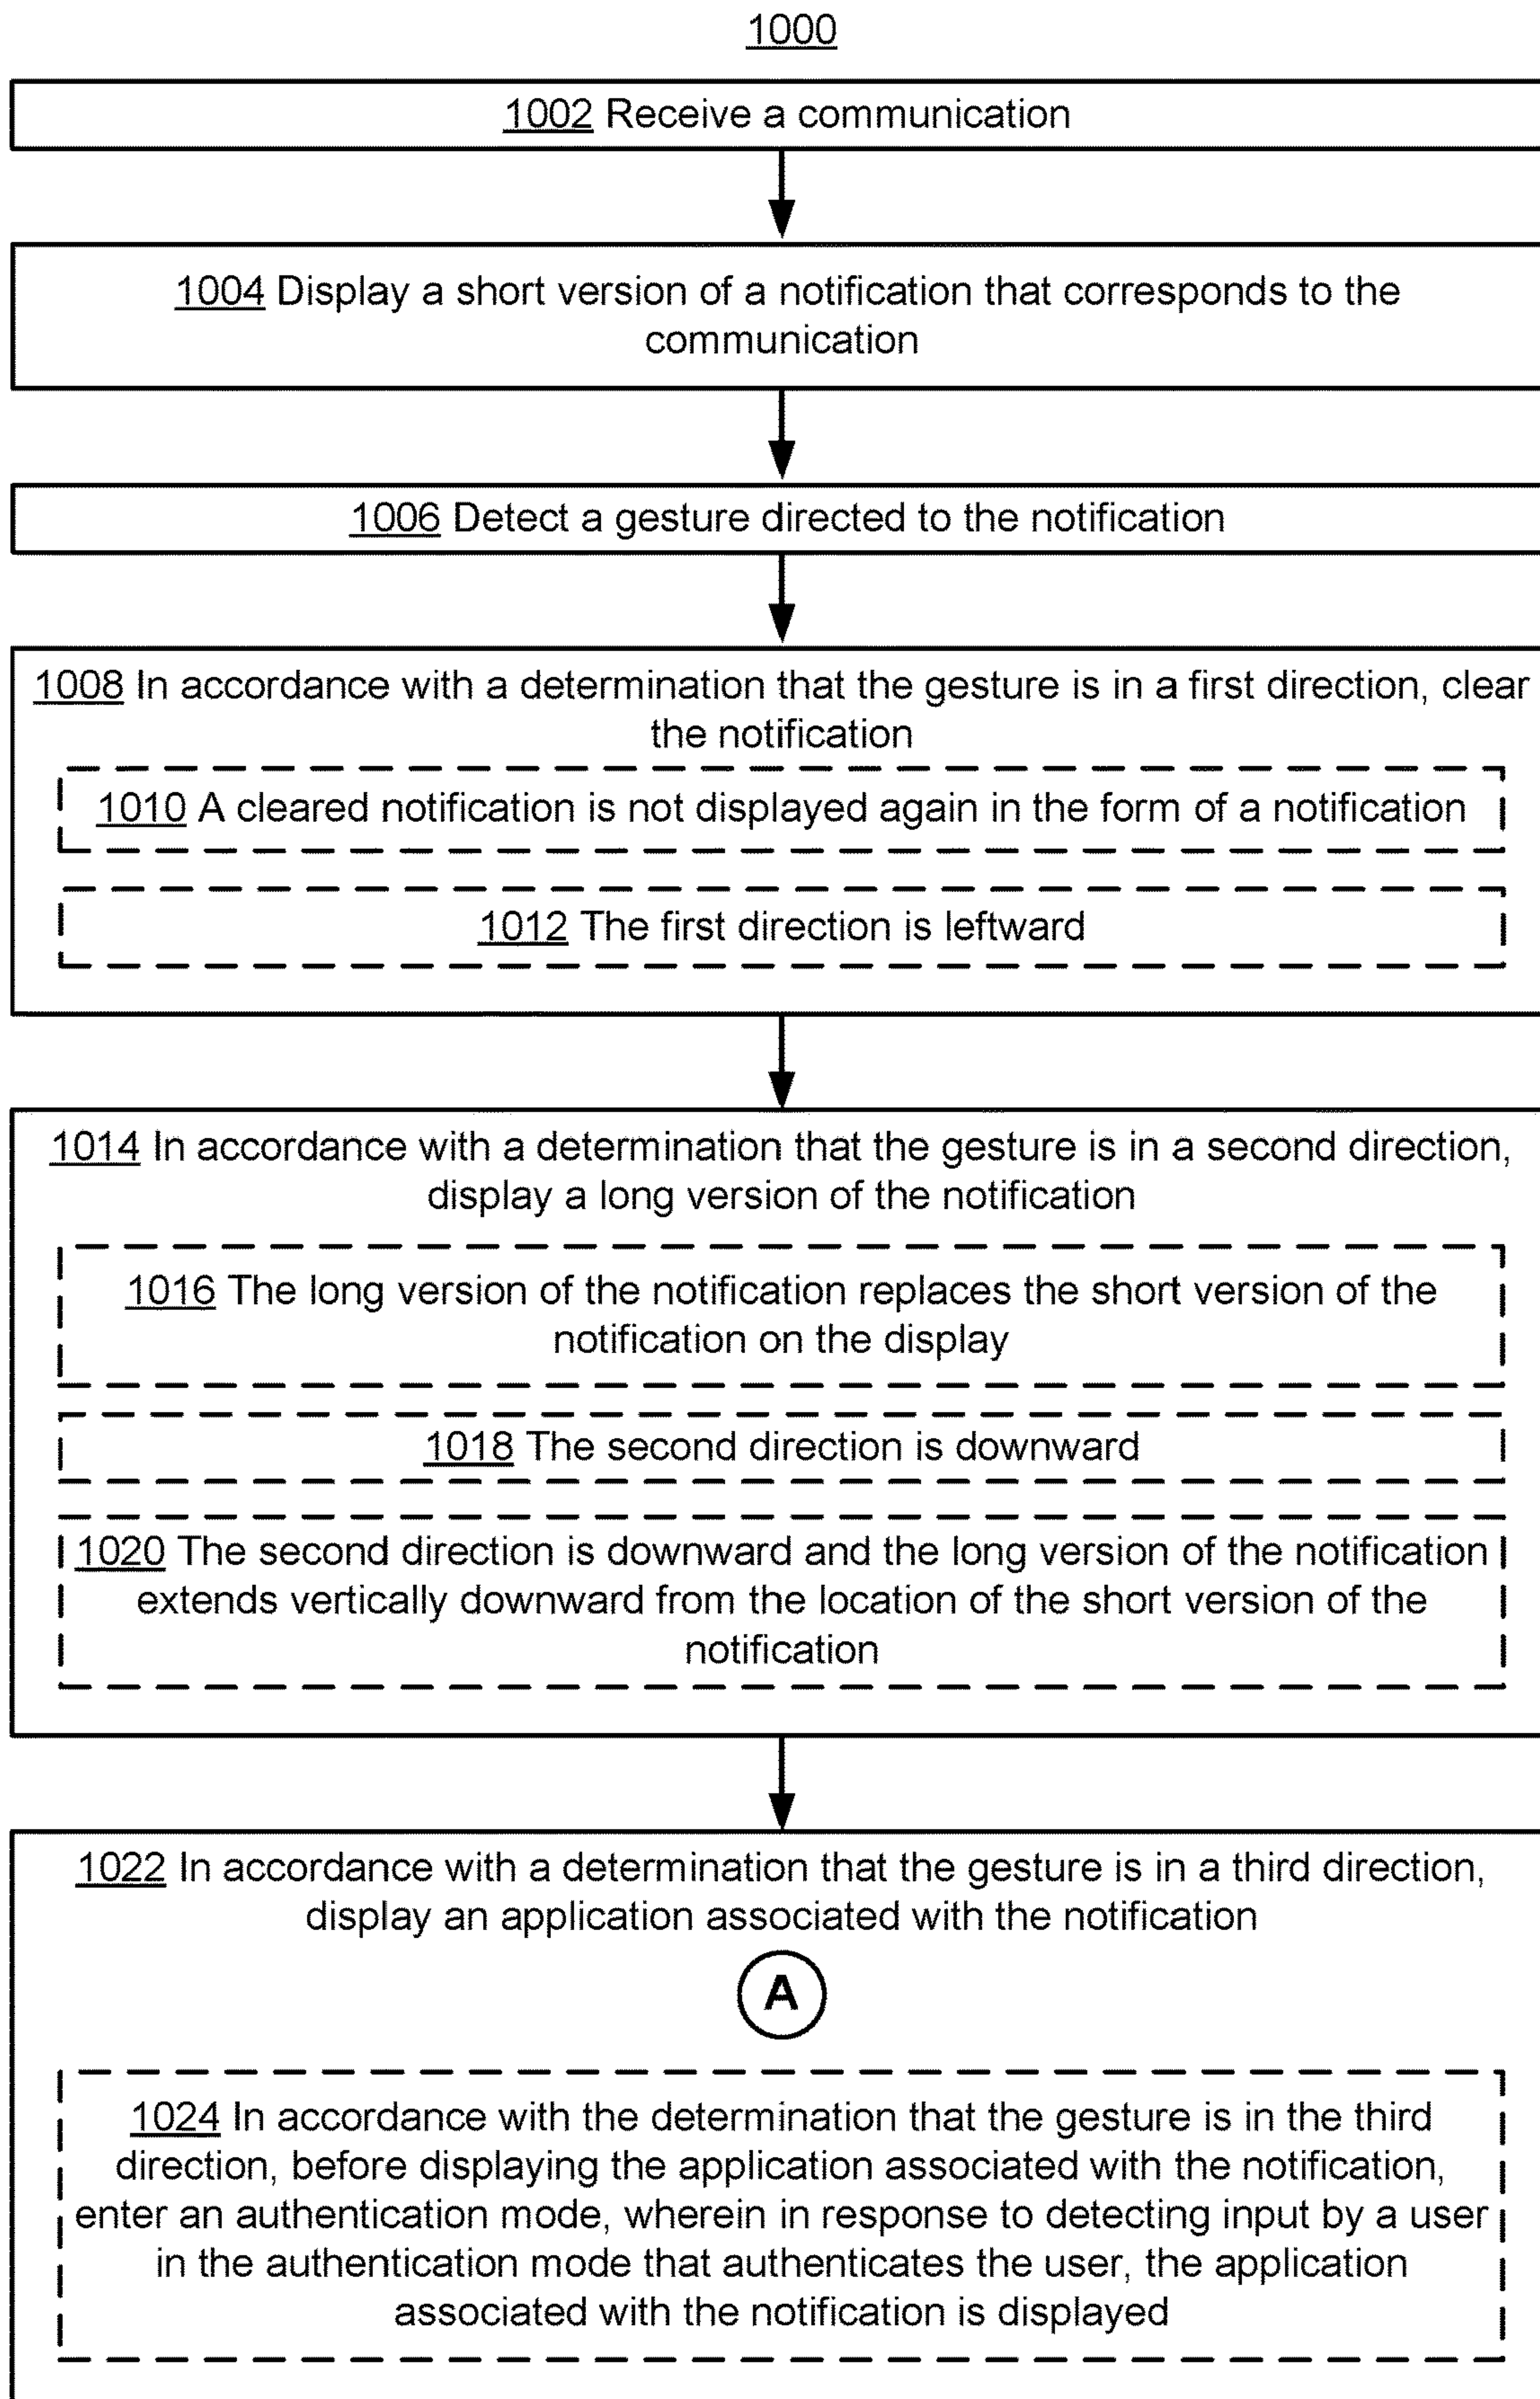 1000
1002 Receive a communication
1004 Display a short version of a notification that corresponds to the
communication
1006 Detect a gesture directed to the notification
1008 In accordance with a determination that the gesture is in a first direction, clear
the notification
1010 A cleared notification is not displayed again in the form of a notification
1012 The first direction is leftward
1014 In accordance with a determination that the gesture is in a second direction,
display a long version of the notification
1016 The long version of the notification replaces the short version of the
notification on the display
1018 The second direction is downward
1020 The second direction is downward and the long version of the notification
extends vertically downward from the location of the short version of the
notification
1022 In accordance with a determination that the gesture is in a third direction,
display an application associated with the notification
A
1024 In accordance with the determination that the gesture is in the third
direction, before displaying the application associated with the notification,
enter an authentication mode, wherein in response to detecting input by a user
in the authentication mode that authenticates the user, the application
associated with the notification is displayed